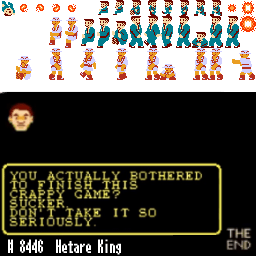 YOU ACTUALLY BOTHERED
TO FINISH THIS
CRAPPY GAME?
SUCKER.
DON'T TAKE IT SO
SERIOUSLY.
THE
END
№ 8446 Hetare King